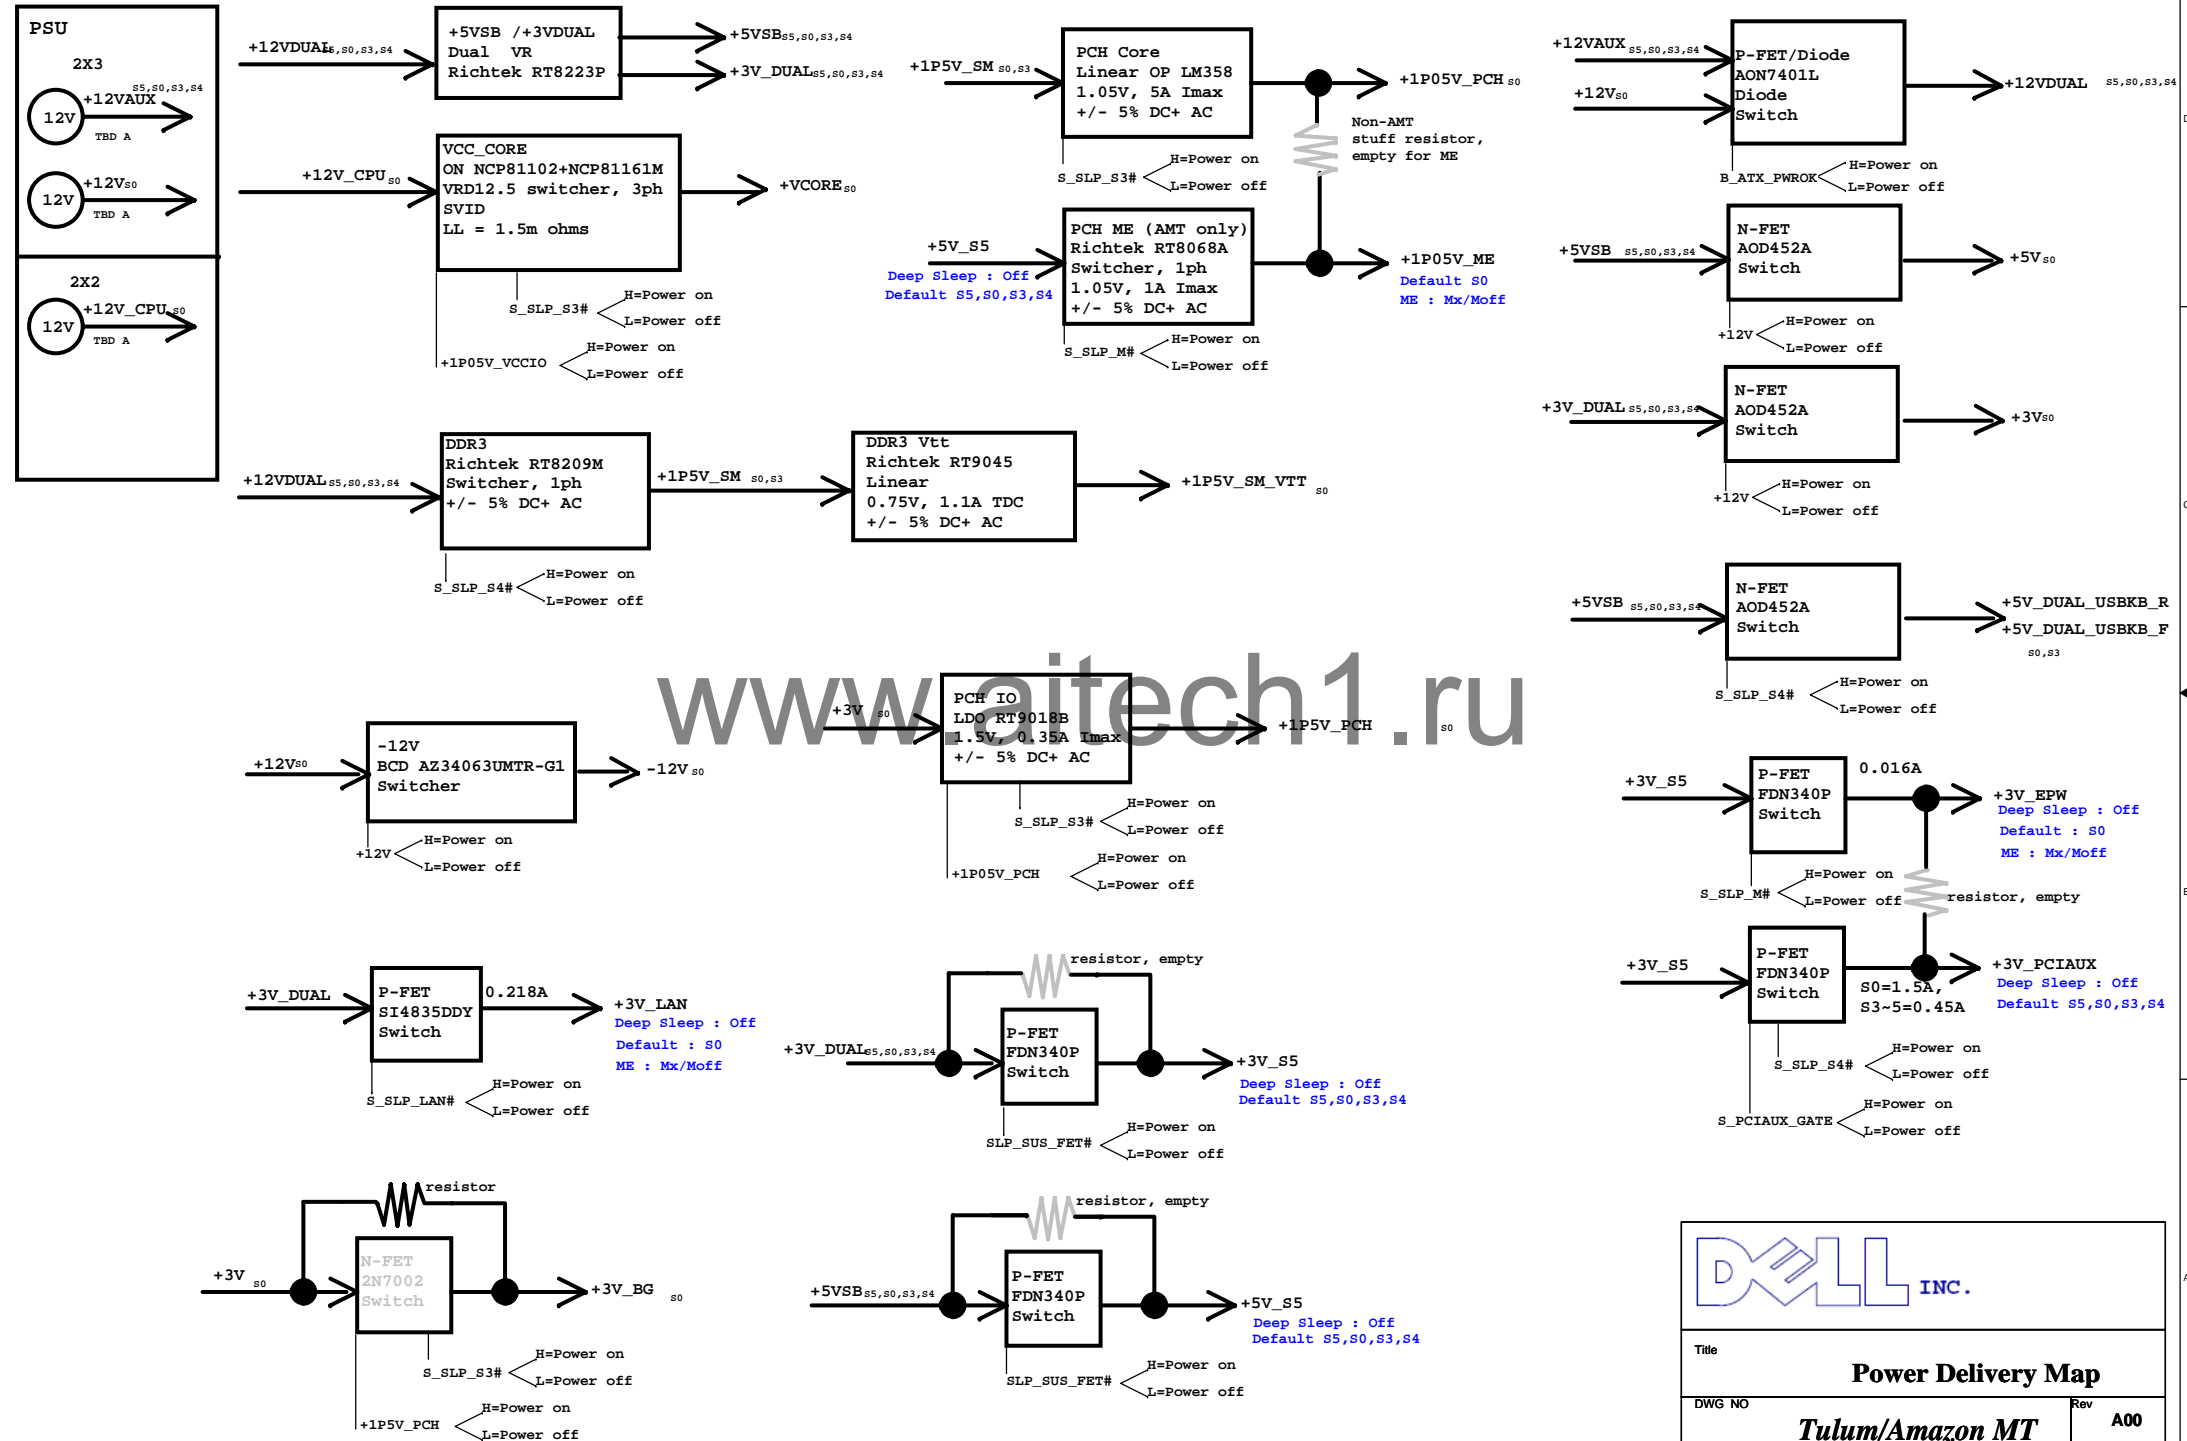 PSU
2X3
12V
+12VAUX
S5,S0,S3,S4
TBD A
12V
+12VS0
TBD A
2X2
12V
+12V_CPU S0
TBD A
+12VDUAL S5,S0,S3,S4
+5VSB /+3VDUAL
Dual VR
Richtek RT8223P
+5VSB S5,S0,S3,S4
+3V_DUAL S5,S0,S3,S4
+12V_CPU S0
VCC_CORE
ON NCP81102+NCP81161M
VRD12.5 switcher, 3ph
SVID
LL = 1.5m ohms
+VCORE S0
S_SLP_S3#
H=Power on
L=Power off
+1P05V_VCCIO
H=Power on
L=Power off
+12VDUAL S5,S0,S3,S4
DDR3
Richtek RT8209M
Switcher, 1ph
+/- 5% DC+ AC
S_SLP_S4#
H=Power on
L=Power off
+1P5V_SM S0,S3
DDR3 Vtt
Richtek RT9045
Linear
0.75V, 1.1A TDC
+/- 5% DC+ AC
+1P5V_SM_VTT S0
+1P5V_SM S0,S3
PCH Core
Linear OP LM358
1.05V, 5A Imax
+/- 5% DC+ AC
+1P05V_PCH S0
S_SLP_S3#
H=Power on
L=Power off
Non-AMT
stuff resistor,
empty for ME
+5V_S5
Deep Sleep : Off
Default S5,S0,S3,S4
PCH ME (AMT only)
Richtek RT8068A
Switcher, 1ph
1.05V, 1A Imax
+/- 5% DC+ AC
+1P05V_ME
Default S0
ME : Mx/Moff
S_SLP_M#
H=Power on
L=Power off
+12VAUX S5,S0,S3,S4
+12VS0
P-FET/Diode
AON7401L
Diode
Switch
+12VDUAL S5,S0,S3,S4
B_ATX_PWROK
H=Power on
L=Power off
+5VSB S5,S0,S3,S4
N-FET
AOD452A
Switch
+5VS0
+12V
H=Power on
L=Power off
+3V_DUAL S5,S0,S3,S4
N-FET
AOD452A
Switch
+3VS0
+12V
H=Power on
L=Power off
+5VSB S5,S0,S3,S4
N-FET
AOD452A
Switch
+5V_DUAL_USBKB_R
+5V_DUAL_USBKB_F
S0,S3
S_SLP_S4#
H=Power on
L=Power off
www.aitech1.ru
+12VS0
-12V
BCD AZ34063UMTR-G1
Switcher
-12V S0
+12V
H=Power on
L=Power off
+3V S0
PCH IO
LDO RT9018B
1.5V, 0.35A Imax
+/- 5% DC+ AC
+1P5V_PCH S0
S_SLP_S3#
H=Power on
L=Power off
+1P05V_PCH
H=Power on
L=Power off
+3V_S5
P-FET
FDN340P
Switch
0.016A
+3V_EPW
Deep Sleep : Off
Default : S0
ME : Mx/Moff
S_SLP_M#
H=Power on
L=Power off
resistor, empty
+3V_S5
P-FET
FDN340P
Switch
S0=1.5A,
S3~5=0.45A
+3V_PCIAUX
Deep Sleep : Off
Default S5,S0,S3,S4
S_SLP_S4#
H=Power on
L=Power off
S_PCIAUX_GATE
H=Power on
L=Power off
+3V_DUAL
P-FET
SI4835DDY
Switch
0.218A
+3V_LAN
Deep Sleep : Off
Default : S0
ME : Mx/Moff
S_SLP_LAN#
H=Power on
L=Power off
resistor, empty
+3V_DUAL S5,S0,S3,S4
P-FET
FDN340P
Switch
+3V_S5
Deep Sleep : Off
Default S5,S0,S3,S4
SLP_SUS_FET#
H=Power on
L=Power off
resistor
+3V S0
N-FET
2N7002
Switch
+3V_BG S0
S_SLP_S3#
H=Power on
L=Power off
+1P5V_PCH
H=Power on
L=Power off
resistor, empty
+5VSB S5,S0,S3,S4
P-FET
FDN340P
Switch
+5V_S5
Deep Sleep : Off
Default S5,S0,S3,S4
SLP_SUS_FET#
H=Power on
L=Power off
DELL INC.
Title
Power Delivery Map
DWG NO
Tulum/Amazon MT
Rev
A00